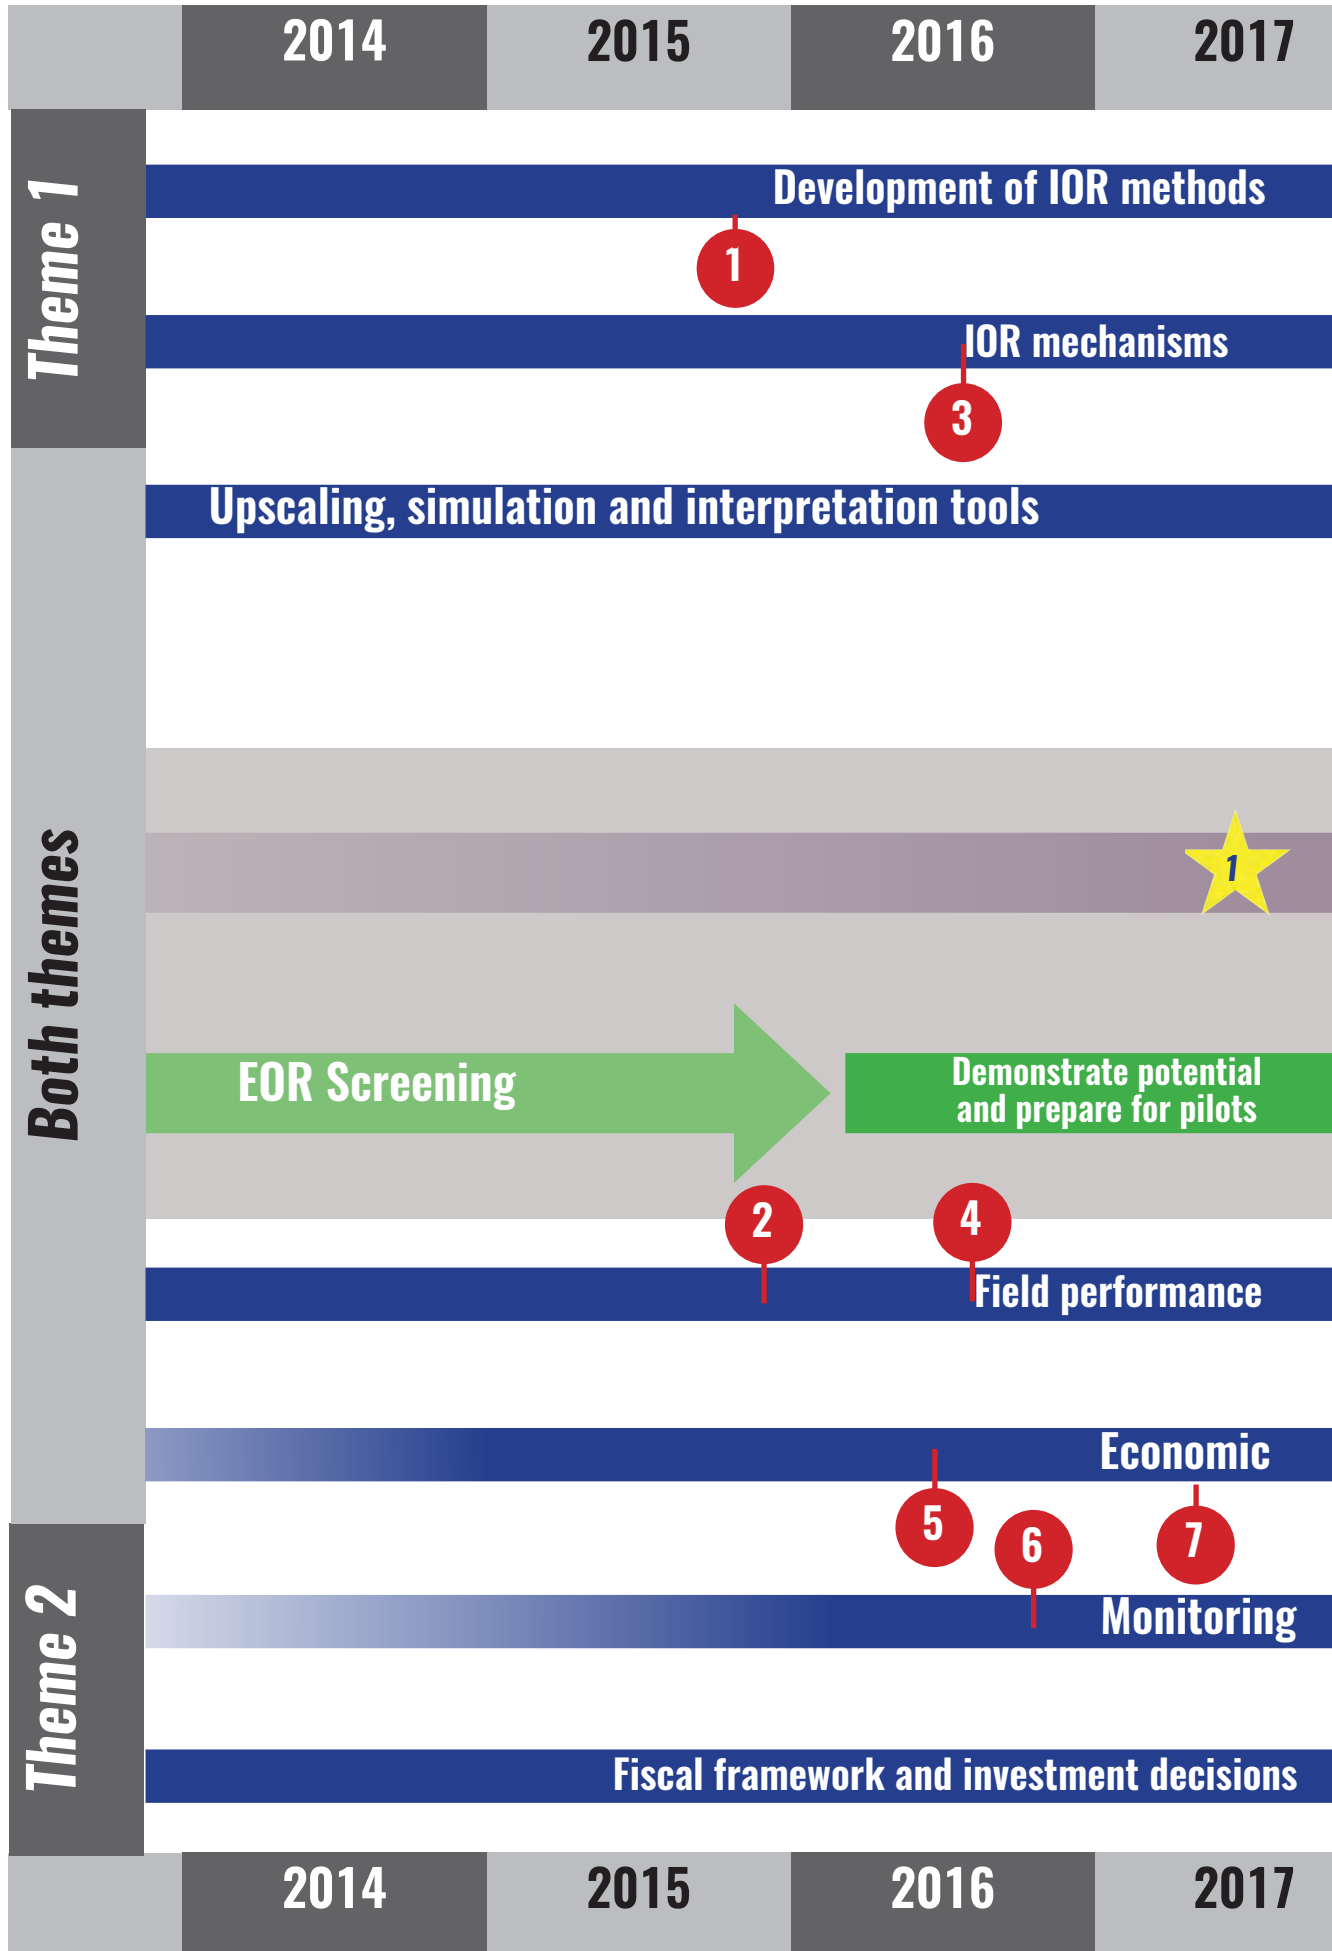 2014
2015
2016
2017
Theme 1
Development of IOR methods
1
IOR mechanisms
3
Both themes
Upscaling, simulation and interpretation tools
1
EOR Screening
Demonstrate potential
and prepare for pilots
2
4
Field performance
Economic
5
6
7
Theme 2
Monitoring
Fiscal framework and investment decisions
2014
2015
2016
2017